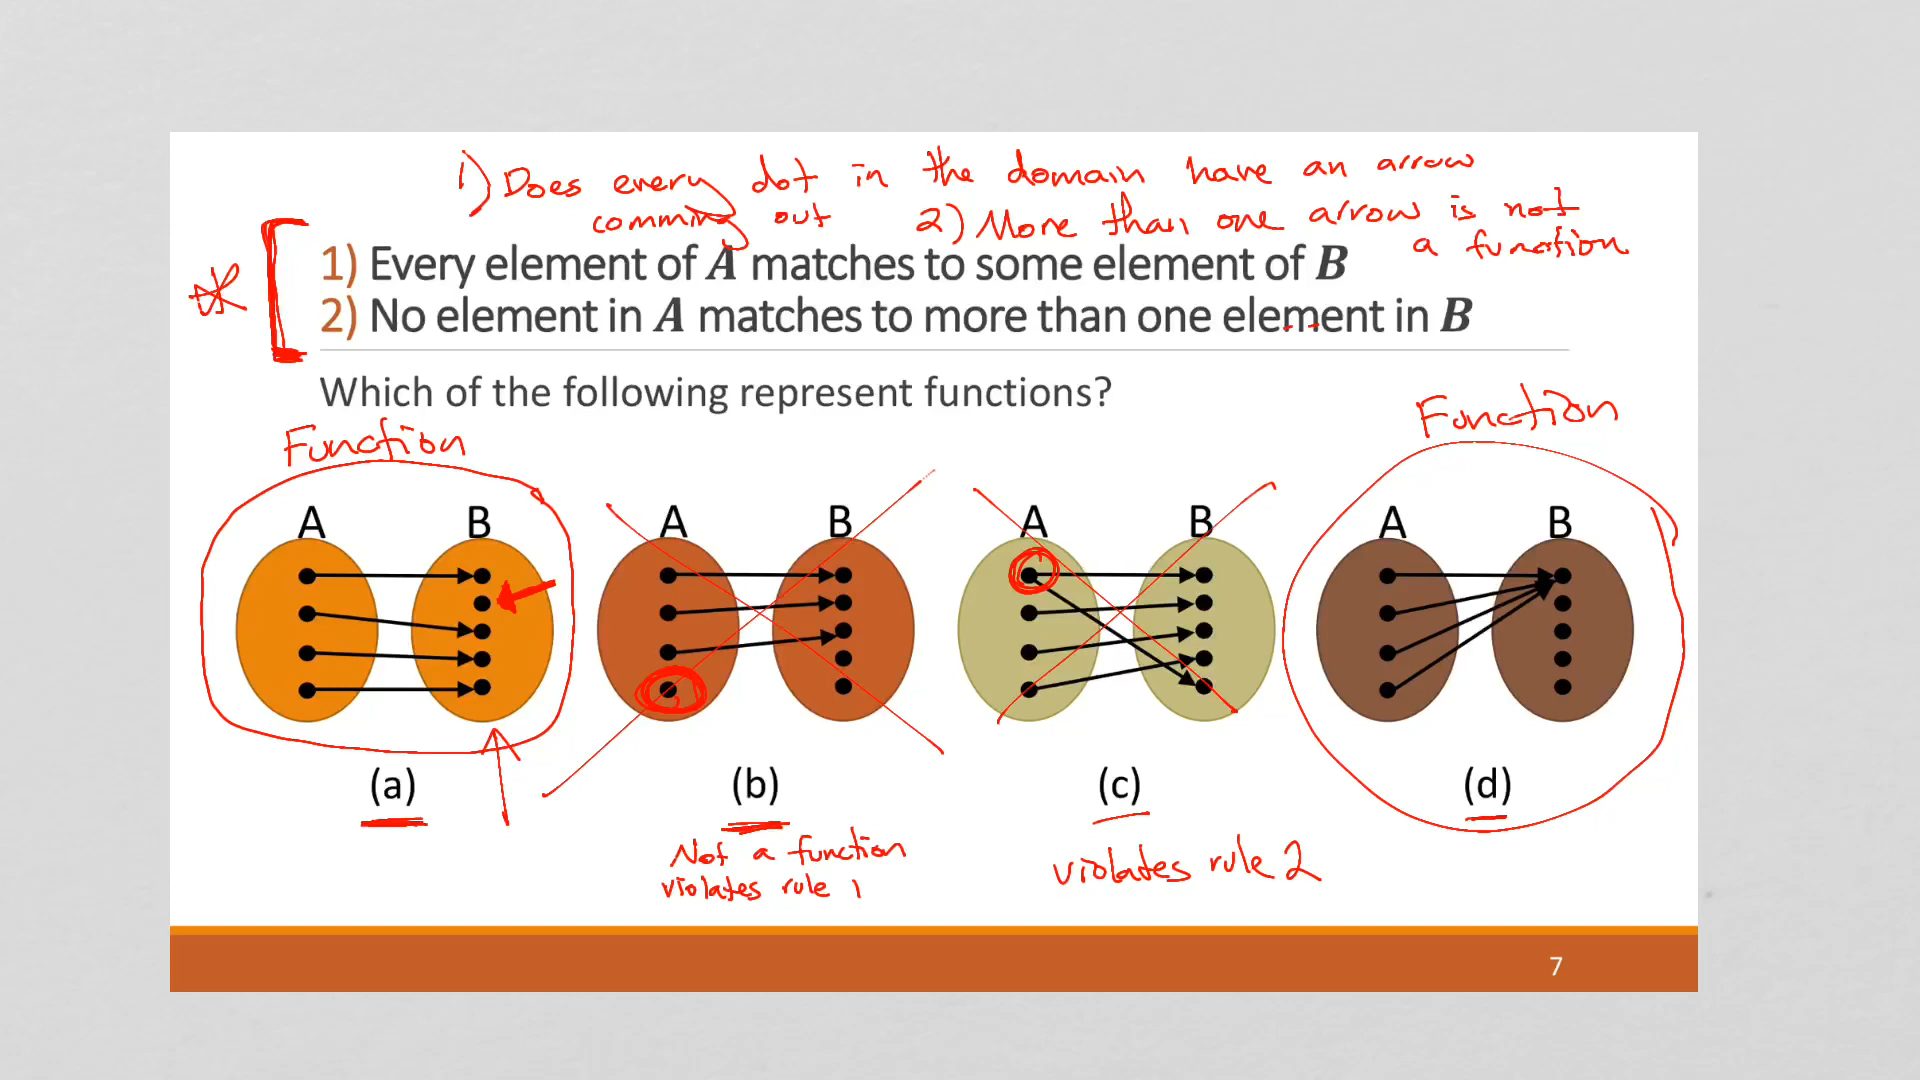 1) Does every dot in the domain have an arrow
comming out 2) More than one arrow is not
a function
1) Every element of A matches to some element of B
2) No element in A matches to more than one element in B
Which of the following represent functions?
Function Function
A B A B A B A B
(a) (b) (c) (d)
Not a function
violates rule 1
violates rule 2
7